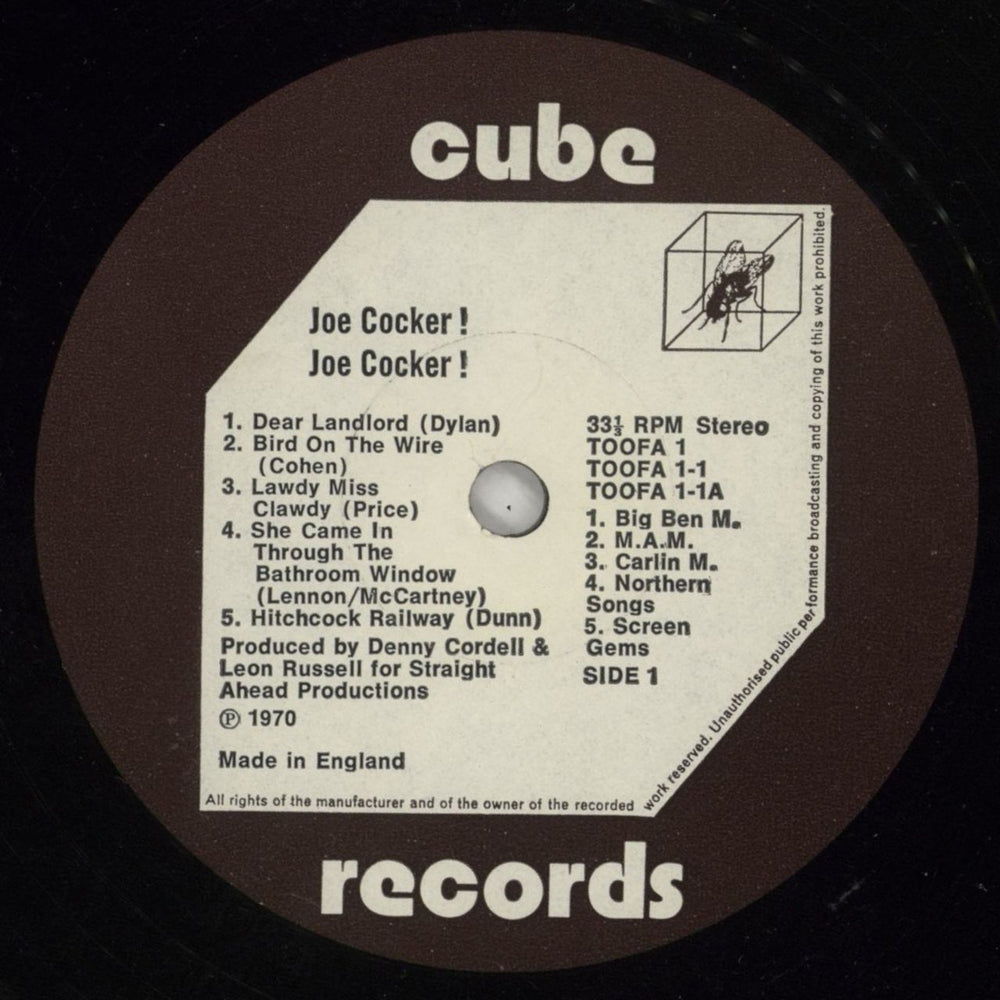 cube
Joe Cocker !
Joe Cocker !
1. Dear Landlord (Dylan)
2. Bird On The Wire
(Cohen)
3. Lawdy Miss
Clawdy (Price)
4. She Came In
Through The
Bathroom Window
(Lennon/McCartney)
5. Hitchcock Railway (Dunn)
Produced by Denny Cordell &
Leon Russell for Straight
Ahead Productions
℗ 1970
Made in England
33⅓ RPM Stereo
TOOFA 1
TOOFA 1-1
TOOFA 1-1A
1. Big Ben M.
2. M.A.M.
3. Carlin M.
4. Northern
Songs
5. Screen
Gems
SIDE 1
All rights of the manufacturer and of the owner of the recorded
work reserved. Unauthorised public performance broadcasting and copying of this work prohibited.
records